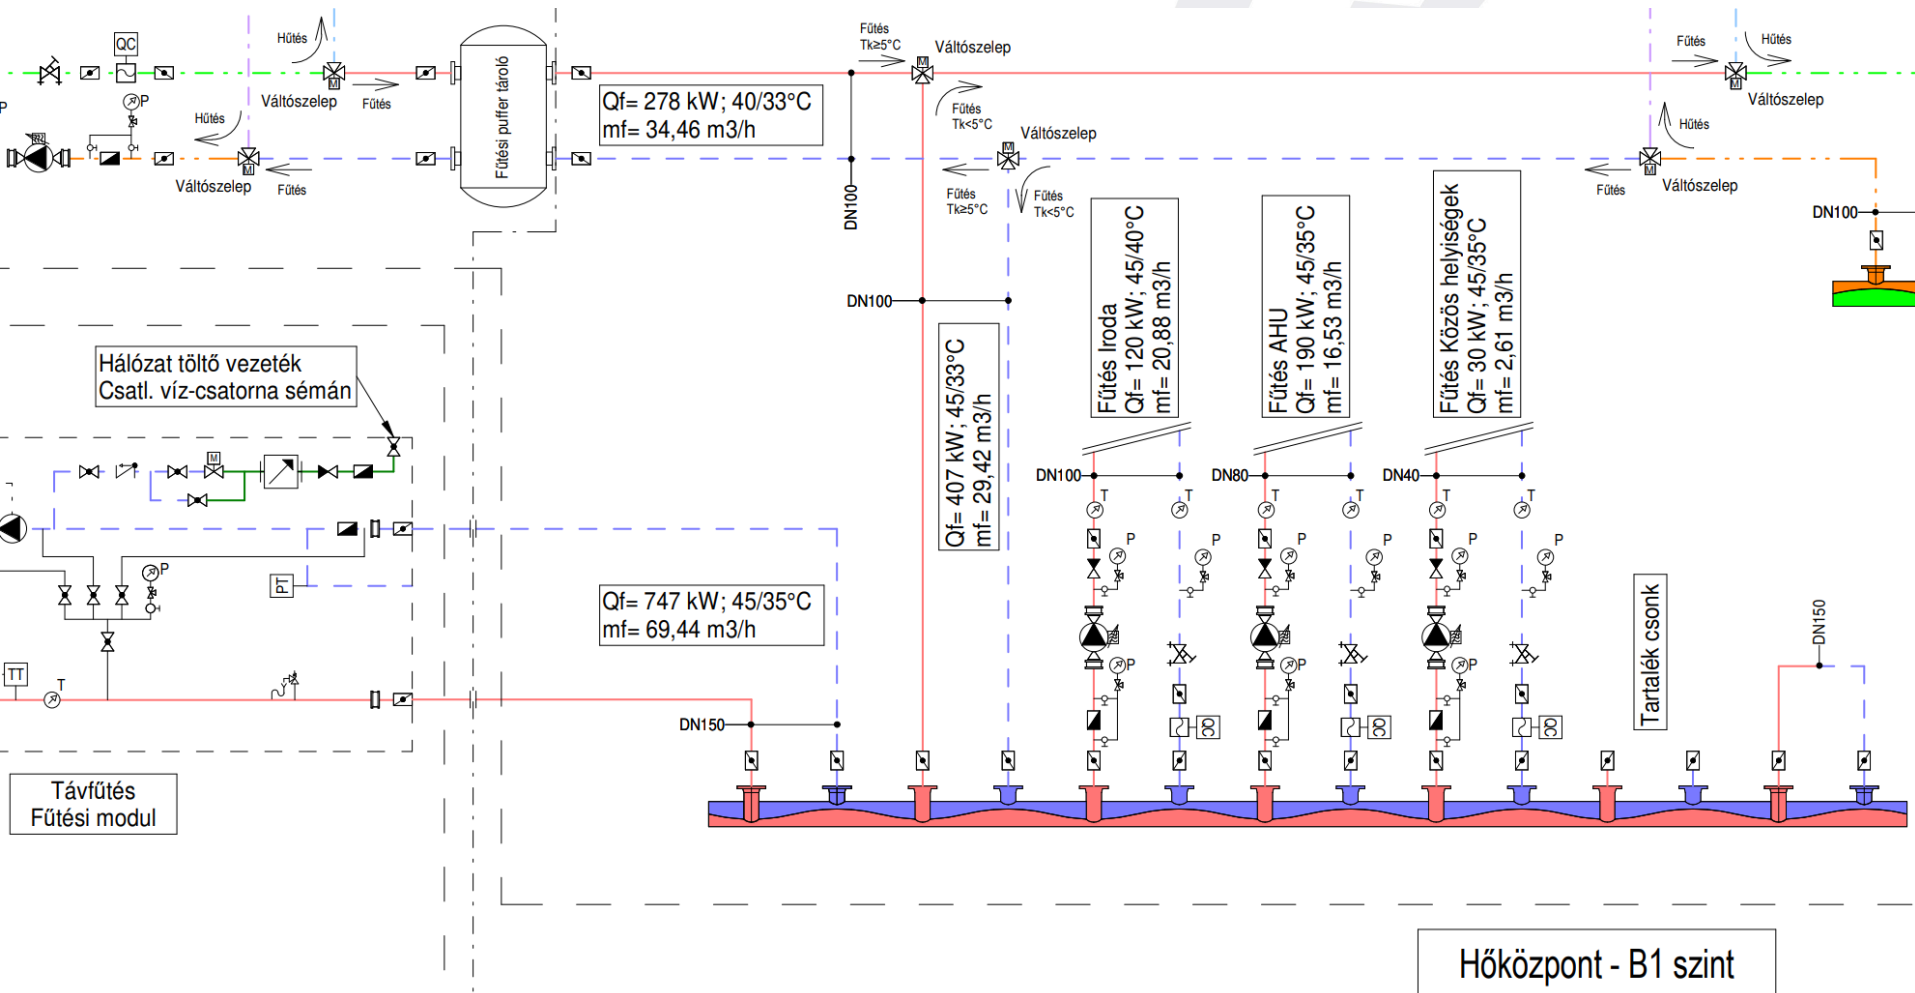 QC
P
P
Hűtés
Váltószelep
M
Fűtés
Hűtés
Váltószelep
M
Fűtés
Fűtési puffer tároló
Qf= 278 kW; 40/33°C
mf= 34,46 m3/h
DN100
Fűtés
Tk≥5°C
M
Váltószelep
Fűtés
Tk<5°C
M
Váltószelep
Fűtés
Tk≥5°C
Fűtés
Tk<5°C
Fűtés
Hűtés
M
Váltószelep
Hűtés
Fűtés
M
Váltószelep
DN100
DN100
Qf= 407 kW; 45/33°C
mf= 29,42 m3/h
Fűtés Iroda
Qf= 120 kW; 45/40°C
mf= 20,88 m3/h
Fűtés AHU
Qf= 190 kW; 45/35°C
mf= 16,53 m3/h
Fűtés Közös helyiségek
Qf= 30 kW; 45/35°C
mf= 2,61 m3/h
Hálózat töltő vezeték
Csatl. víz-csatorna sémán
M
P
PT
TT
T
Qf= 747 kW; 45/35°C
mf= 69,44 m3/h
DN150
DN100
T
T
P
P
P
QC
DN80
T
T
P
P
P
QC
DN40
T
T
P
P
P
QC
Tartalék csonk
DN150
Távfűtés
Fűtési modul
Hőközpont - B1 szint